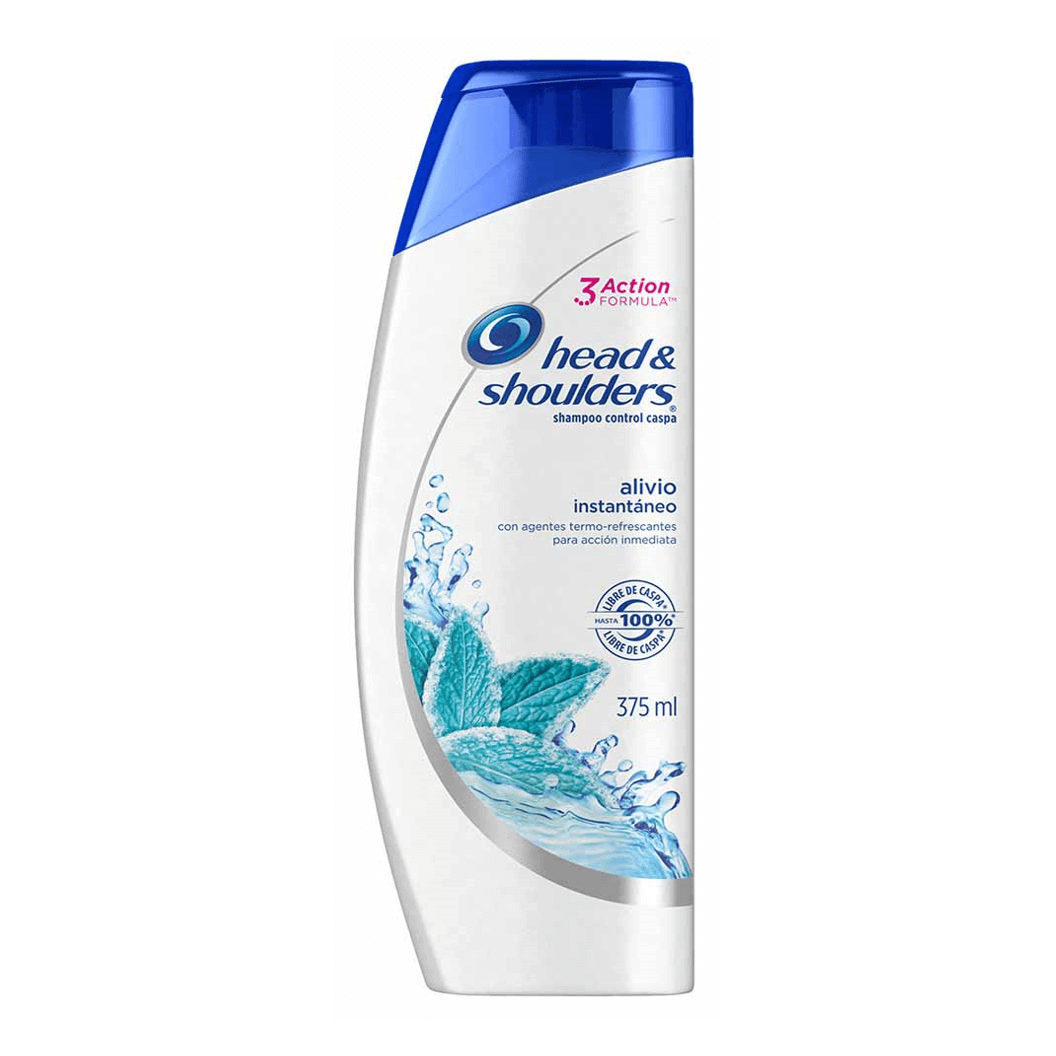 3 Action
FORMULA™
head &
shoulders®
shampoo control caspa
alivio
instantáneo
con agentes termo-refrescantes
para acción inmediata
LIBRE DE CASPA*
HASTA 100%*
LIBRE DE CASPA*
375 ml